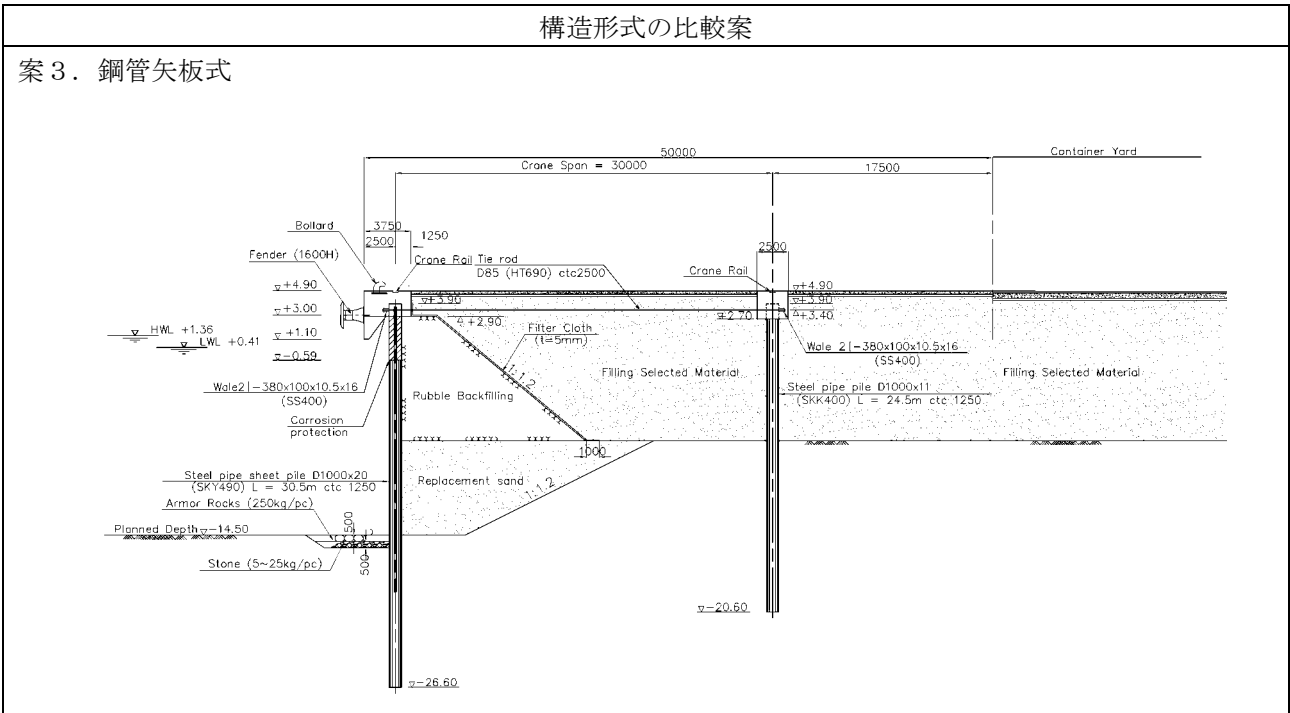 構造形式の比較案
案３．鋼管矢板式
50000
Container Yard
Crane Span = 30000
17500
Bollard
3750
2500
1250
2500
Fender (1600H)
Crane Rail
Tie rod
D85 (HT690) ctc2500
Crane Rail
▽+4.90
▽+4.90
▽+3.90
▽+3.90
▽+3.00
+2.90
+2.70
+3.40
HWL +1.36
▽+1.10
LWL +0.41
▽-0.59
Filter Cloth
(t=5mm)
1:1.2
Wale 2[-380x100x10.5x16
(SS400)
Filling Selected Material
Filling Selected Material
Wale2[-380x100x10.5x16
(SS400)
Rubble Backfilling
Steel pipe pile D1000x11
(SKK400) L = 24.5m ctc 1250
Carrosion
protection
1000
Steel pipe sheet pile D1000x20
(SKY490) L = 30.5m ctc 1250
Replacement sand
1:1.2
Armor Rocks (250kg/pc)
500
Planned Depth▽-14.50
Stone (5~25kg/pc)
500
▽-20.60
▽-26.60